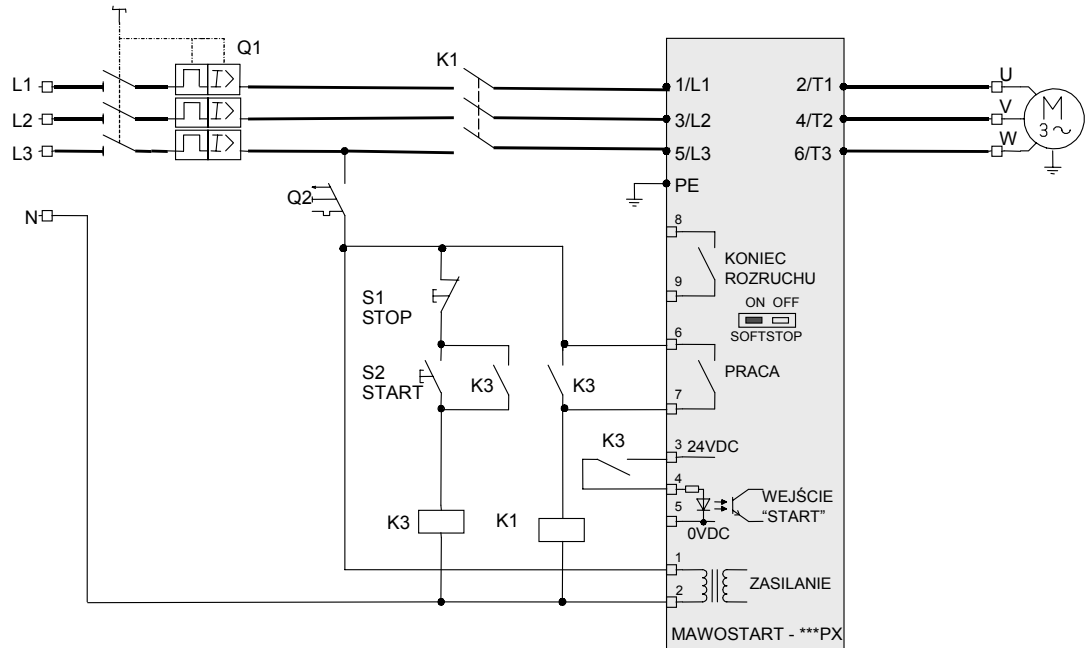 Q1
K1
L1
L2
L3
N
1/L1
3/L2
5/L3
PE
2/T1
4/T2
6/T3
U
V
W
M
3~
Q2
I>
I>
I>
8
9
KONIEC
ROZRUCHU
ON OFF
SOFTSTOP
S1
STOP
S2
START
K3
K3
6
7
PRACA
K3
3 24VDC
4
5
0VDC
WEJŚCIE
“START”
K3
K1
1
2
ZASILANIE
MAWOSTART - ***PX